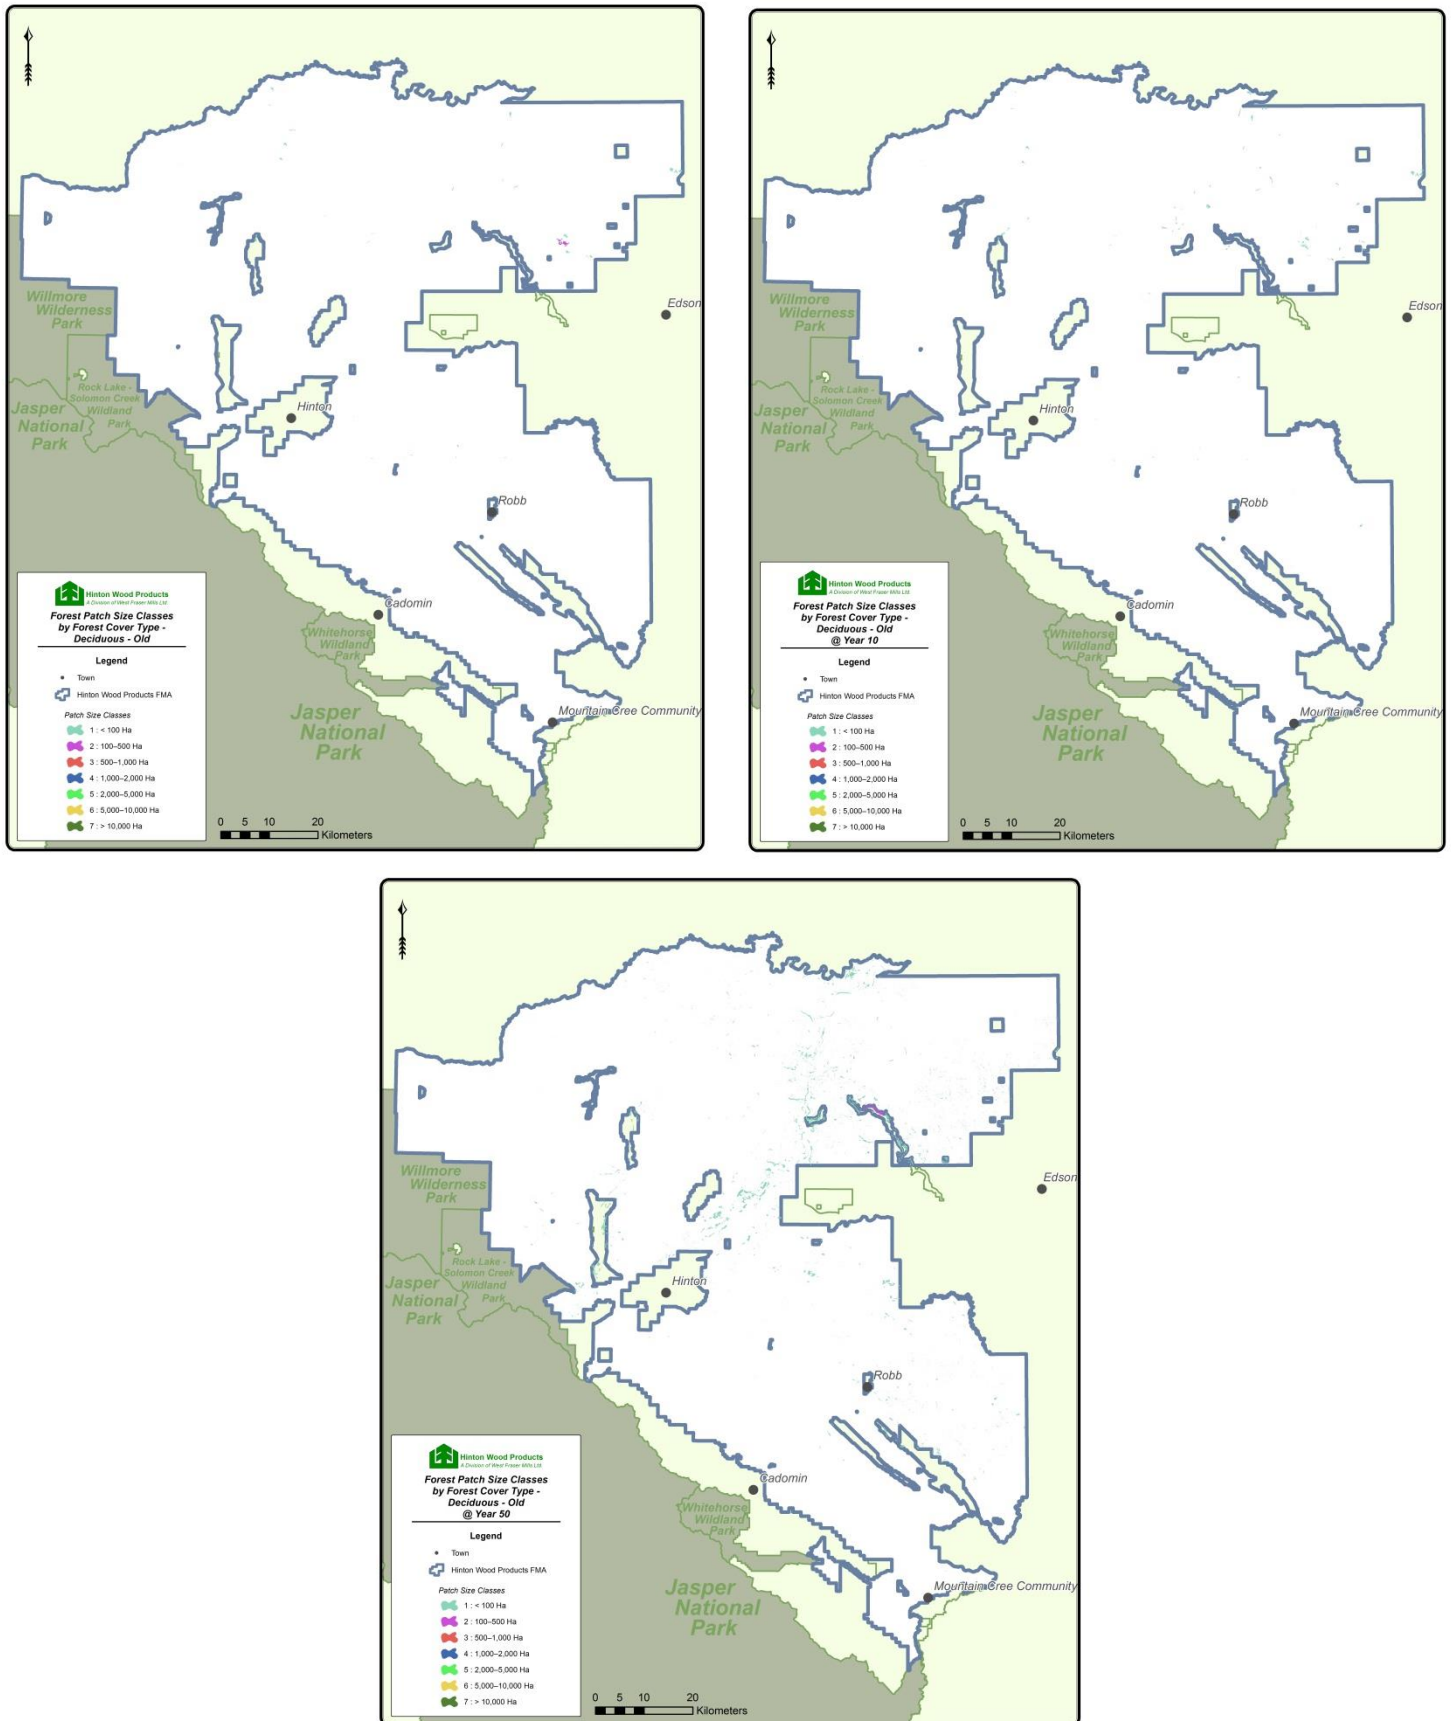 Edson
Willmore
Wilderness
Park
Rock Lake -
Solomon Creek
Wildland
Park
Jasper
National
Park
Hinton
Robb
Cadomin
Whitehorse
Wildland
Park
Mountain Cree Community
Jasper
National
Park
Hinton Wood Products
A Division of West Fraser Mills Ltd.
Forest Patch Size Classes
by Forest Cover Type -
Deciduous - Old
Legend
Town
Hinton Wood Products FMA
Patch Size Classes
1 : < 100 Ha
2 : 100–500 Ha
3 : 500–1,000 Ha
4 : 1,000–2,000 Ha
5 : 2,000–5,000 Ha
6 : 5,000–10,000 Ha
7 : > 10,000 Ha
0 5 10 20
Kilometers
Edson
Willmore
Wilderness
Park
Rock Lake -
Solomon Creek
Wildland
Park
Jasper
National
Park
Hinton
Robb
Cadomin
Whitehorse
Wildland
Park
Mountain Cree Community
Jasper
National
Park
Hinton Wood Products
A Division of West Fraser Mills Ltd.
Forest Patch Size Classes
by Forest Cover Type -
Deciduous - Old
@ Year 10
Legend
Town
Hinton Wood Products FMA
Patch Size Classes
1 : < 100 Ha
2 : 100–500 Ha
3 : 500–1,000 Ha
4 : 1,000–2,000 Ha
5 : 2,000–5,000 Ha
6 : 5,000–10,000 Ha
7 : > 10,000 Ha
0 5 10 20
Kilometers
Edson
Willmore
Wilderness
Park
Rock Lake -
Solomon Creek
Wildland
Park
Jasper
National
Park
Hinton
Robb
Cadomin
Whitehorse
Wildland
Park
Mountain Cree Community
Jasper
National
Park
Hinton Wood Products
A Division of West Fraser Mills Ltd.
Forest Patch Size Classes
by Forest Cover Type -
Deciduous - Old
@ Year 50
Legend
Town
Hinton Wood Products FMA
Patch Size Classes
1 : < 100 Ha
2 : 100–500 Ha
3 : 500–1,000 Ha
4 : 1,000–2,000 Ha
5 : 2,000–5,000 Ha
6 : 5,000–10,000 Ha
7 : > 10,000 Ha
0 5 10 20
Kilometers